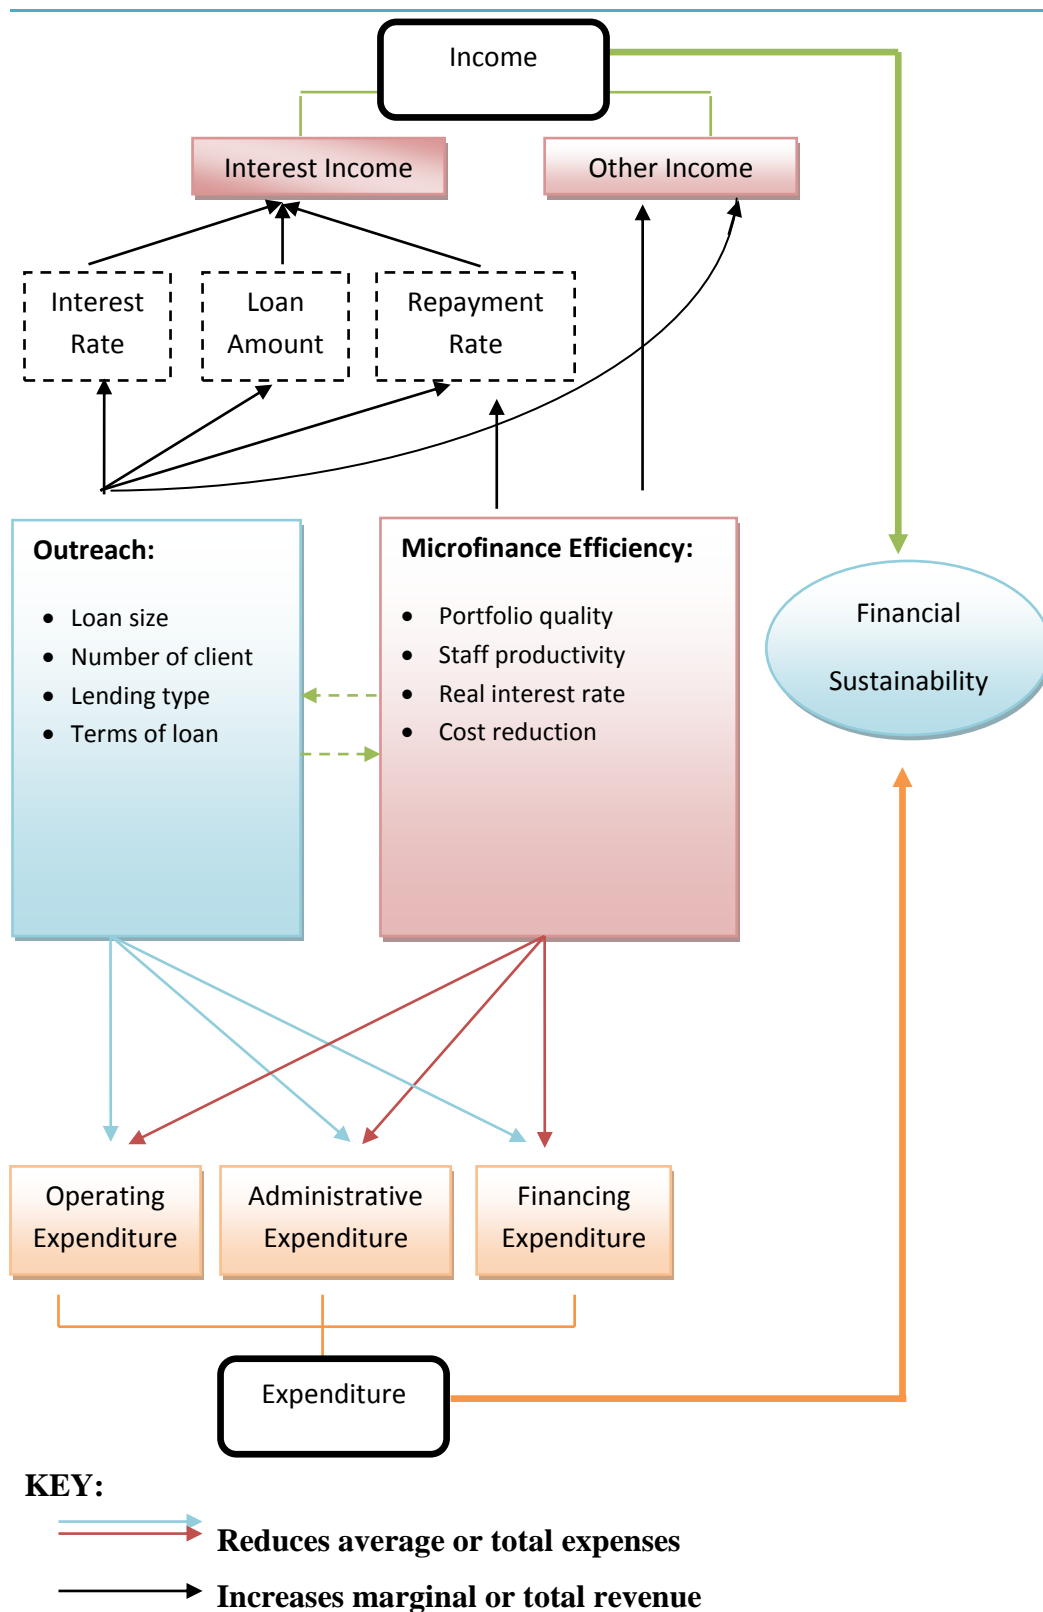 Income
Interest Income
Other Income
Interest
Rate
Loan
Amount
Repayment
Rate
Outreach:
• Loan size
• Number of client
• Lending type
• Terms of loan
Microfinance Efficiency:
• Portfolio quality
• Staff productivity
• Real interest rate
• Cost reduction
Financial
Sustainability
Operating
Expenditure
Administrative
Expenditure
Financing
Expenditure
Expenditure
KEY:
Reduces average or total expenses
Increases marginal or total revenue